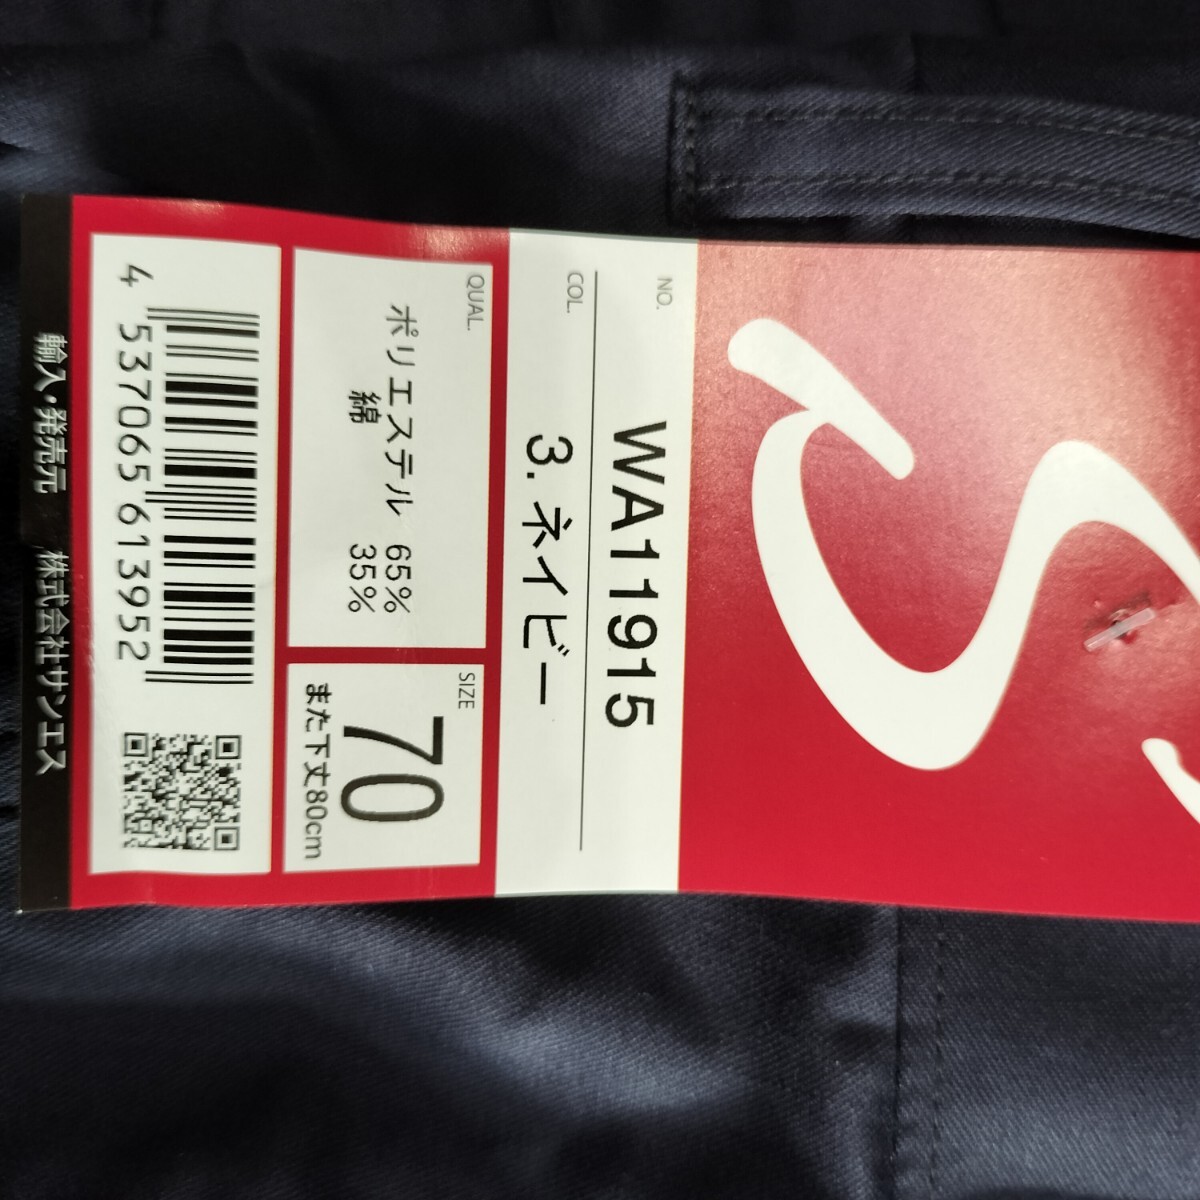 NO.
WA11915
COL.
3. ネイビー
QUAL.
ポリエステル 65%
綿 35%
SIZE
70
また下丈80cm
4 537065 613952
輸入・発売元 株式会社サンエス